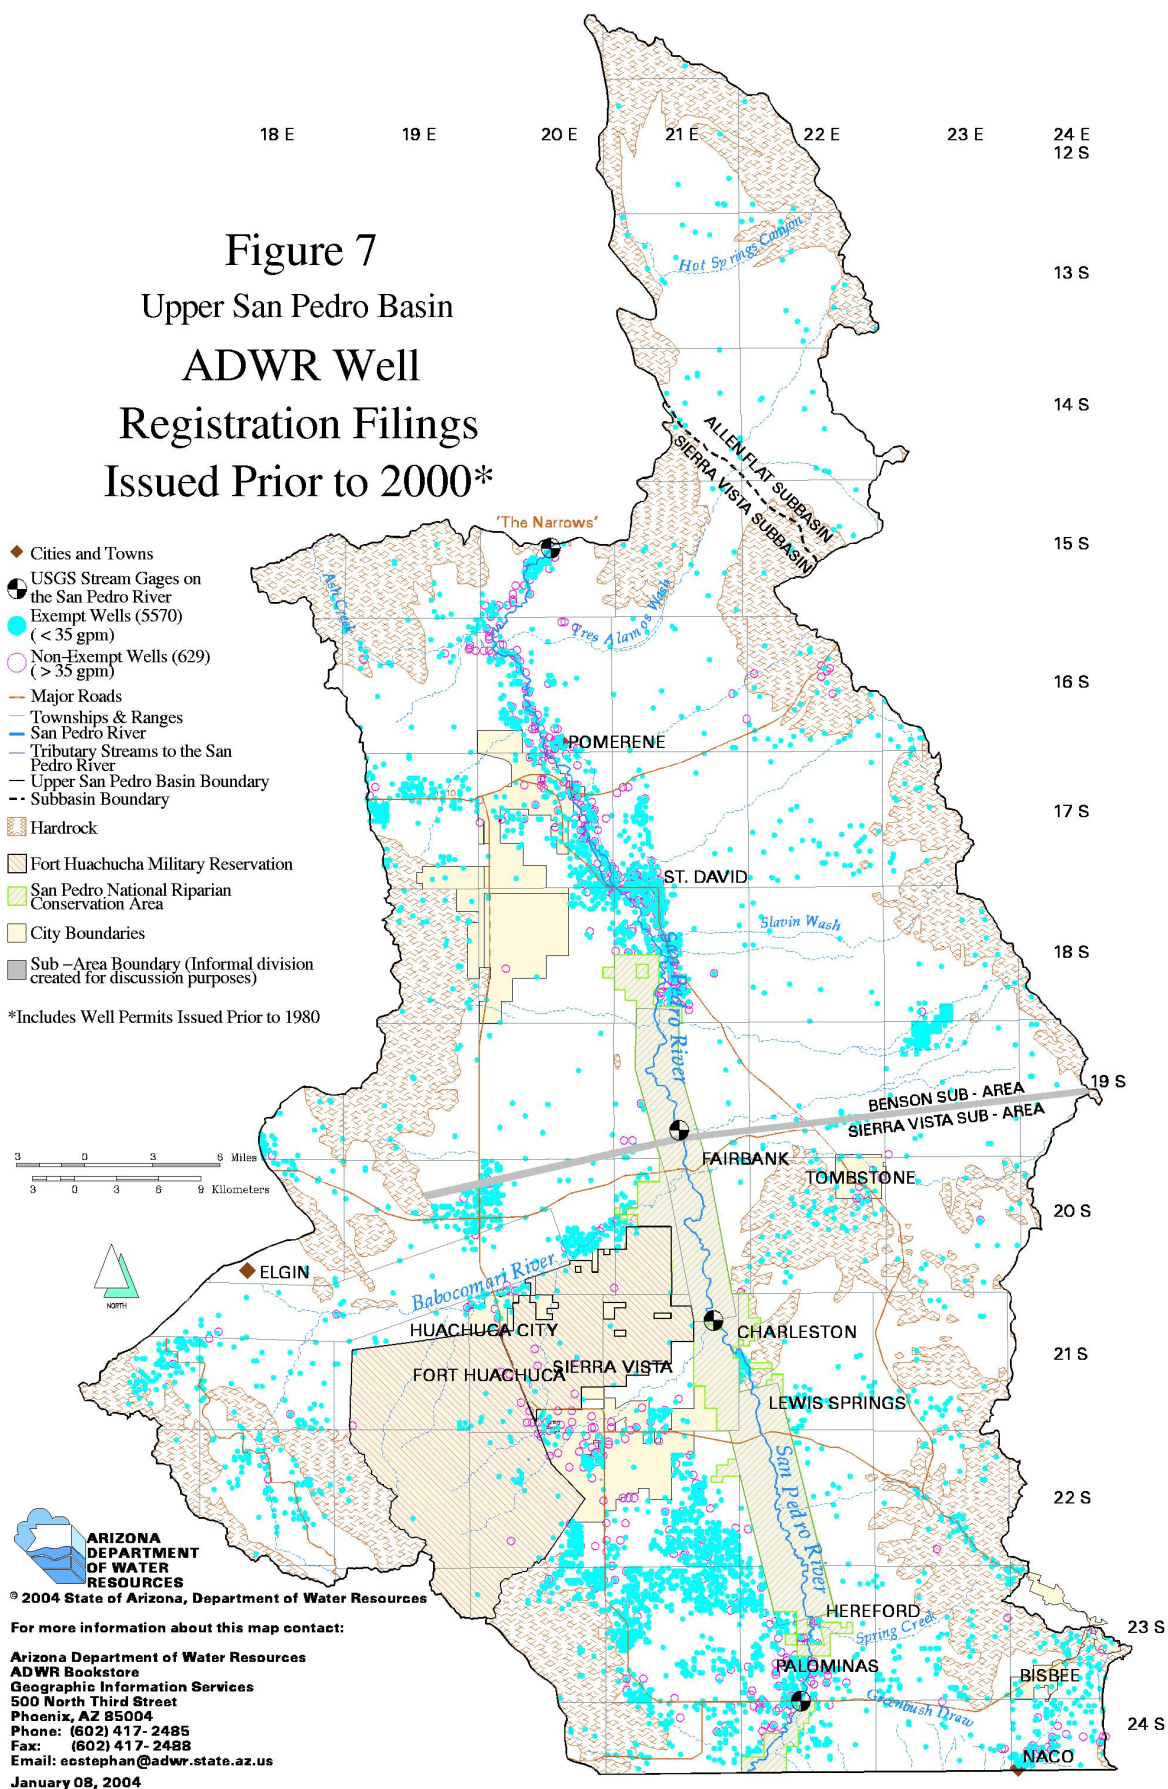 18 E 19 E 20 E 21 E 22 E 23 E 24 E
12 S
Figure 7
Upper San Pedro Basin
ADWR Well
Registration Filings
Issued Prior to 2000*
Hot Springs Canyon
13 S
14 S
ALLEN FLAT SUBBASIN
SIERRA VISTA SUBBASIN
'The Narrows'
15 S
Cities and Towns
USGS Stream Gages on
the San Pedro River
Exempt Wells (5570)
( < 35 gpm)
Non-Exempt Wells (629)
( > 35 gpm)
Major Roads
Townships & Ranges
San Pedro River
Tributary Streams to the San
Pedro River
Upper San Pedro Basin Boundary
Subbasin Boundary
Hardrock
Fort Huachucha Military Reservation
San Pedro National Riparian
Conservation Area
City Boundaries
Sub-Area Boundary (Informal division
created for discussion purposes)
*Includes Well Permits Issued Prior to 1980
Ash Creek
Tres Alamos Wash
16 S
POMERENE
10
17 S
ST. DAVID
Slavin Wash
18 S
San Pedro River
19 S
BENSON SUB - AREA
SIERRA VISTA SUB - AREA
3 0 3 6 Miles
3 0 3 6 9 Kilometers
FAIRBANK
TOMBSTONE
20 S
NORTH
ELGIN
Babocomari River
HUACHUCA CITY
CHARLESTON
21 S
FORT HUACHUCA
SIERRA VISTA
LEWIS SPRINGS
San Pedro River
22 S
ARIZONA
DEPARTMENT
OF WATER
RESOURCES
© 2004 State of Arizona, Department of Water Resources
For more information about this map contact:
Arizona Department of Water Resources
ADWR Bookstore
Geographic Information Services
500 North Third Street
Phoenix, AZ 85004
Phone: (602) 417- 2485
Fax: (602) 417- 2488
Email: ecstephan@adwr.state.az.us
January 08, 2004
HEREFORD
Spring Creek
23 S
PALOMINAS
BISBEE
Greenbush Draw
24 S
NACO